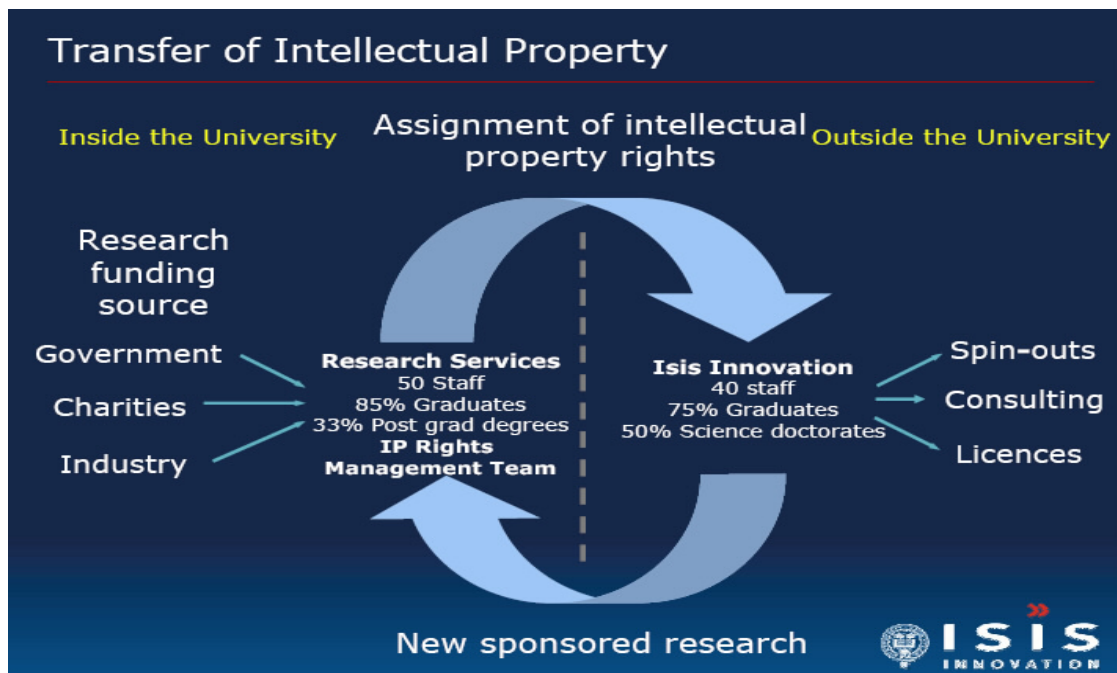 Transfer of Intellectual Property
Inside the University
Assignment of intellectual
property rights
Outside the University
Research
funding
source
Government
Charities
Industry
Research Services
50 Staff
85% Graduates
33% Post grad degrees
IP Rights
Management Team
Isis Innovation
40 staff
75% Graduates
50% Science doctorates
Spin-outs
Consulting
Licences
New sponsored research
ISIS
INNOVATION